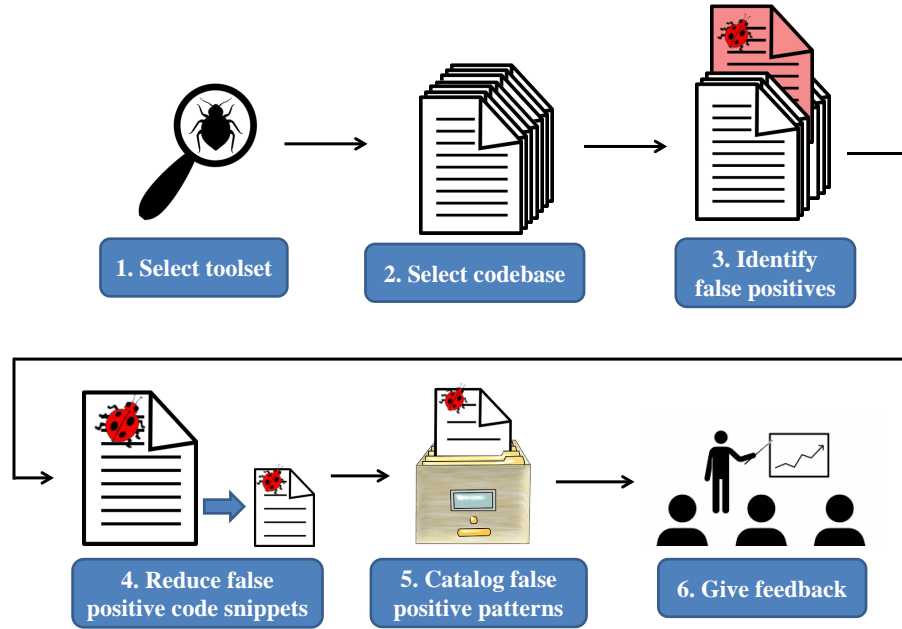 1. Select toolset
2. Select codebase
3. Identify
false positives
4. Reduce false
positive code snippets
5. Catalog false
positive patterns
6. Give feedback